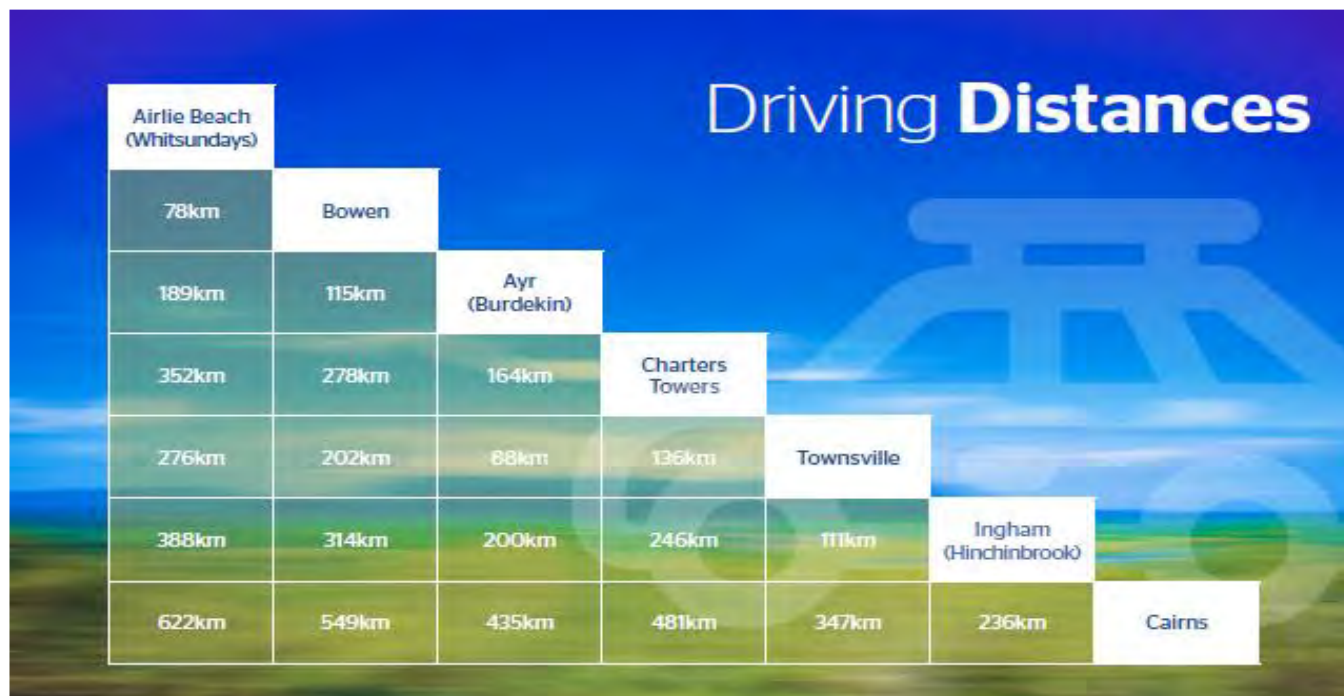 Driving Distances
Airlie Beach
(Whitsundays)
78km Bowen
189km 115km Ayr
(Burdekin)
352km 278km 164km Charters
Towers
276km 202km 88km 136km Townsville
388km 314km 200km 246km 111km Ingham
(Hinchinbrook)
622km 549km 435km 481km 347km 236km Cairns